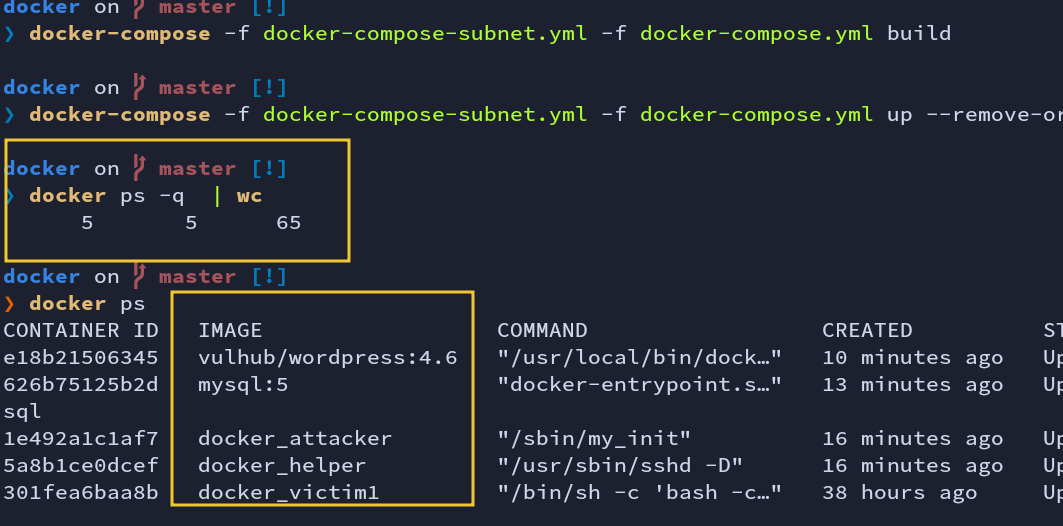 docker on master [!]
❯ docker-compose -f docker-compose-subnet.yml -f docker-compose.yml build
docker on master [!]
❯ docker-compose -f docker-compose-subnet.yml -f docker-compose.yml up --remove-or
docker on master [!]
❯ docker ps -q | wc
5 5 65
docker on master [!]
❯ docker ps
CONTAINER ID IMAGE COMMAND CREATED ST
e18b21506345 vulhub/wordpress:4.6 "/usr/local/bin/dock…" 10 minutes ago Up
626b75125b2d mysql:5 "docker-entrypoint.s…" 13 minutes ago Up
sql
1e492a1c1af7 docker_attacker "/sbin/my_init" 16 minutes ago Up
5a8b1ce0dcef docker_helper "/usr/sbin/sshd -D" 16 minutes ago Up
301fea6baa8b docker_victim1 "/bin/sh -c 'bash -c…" 38 hours ago Up